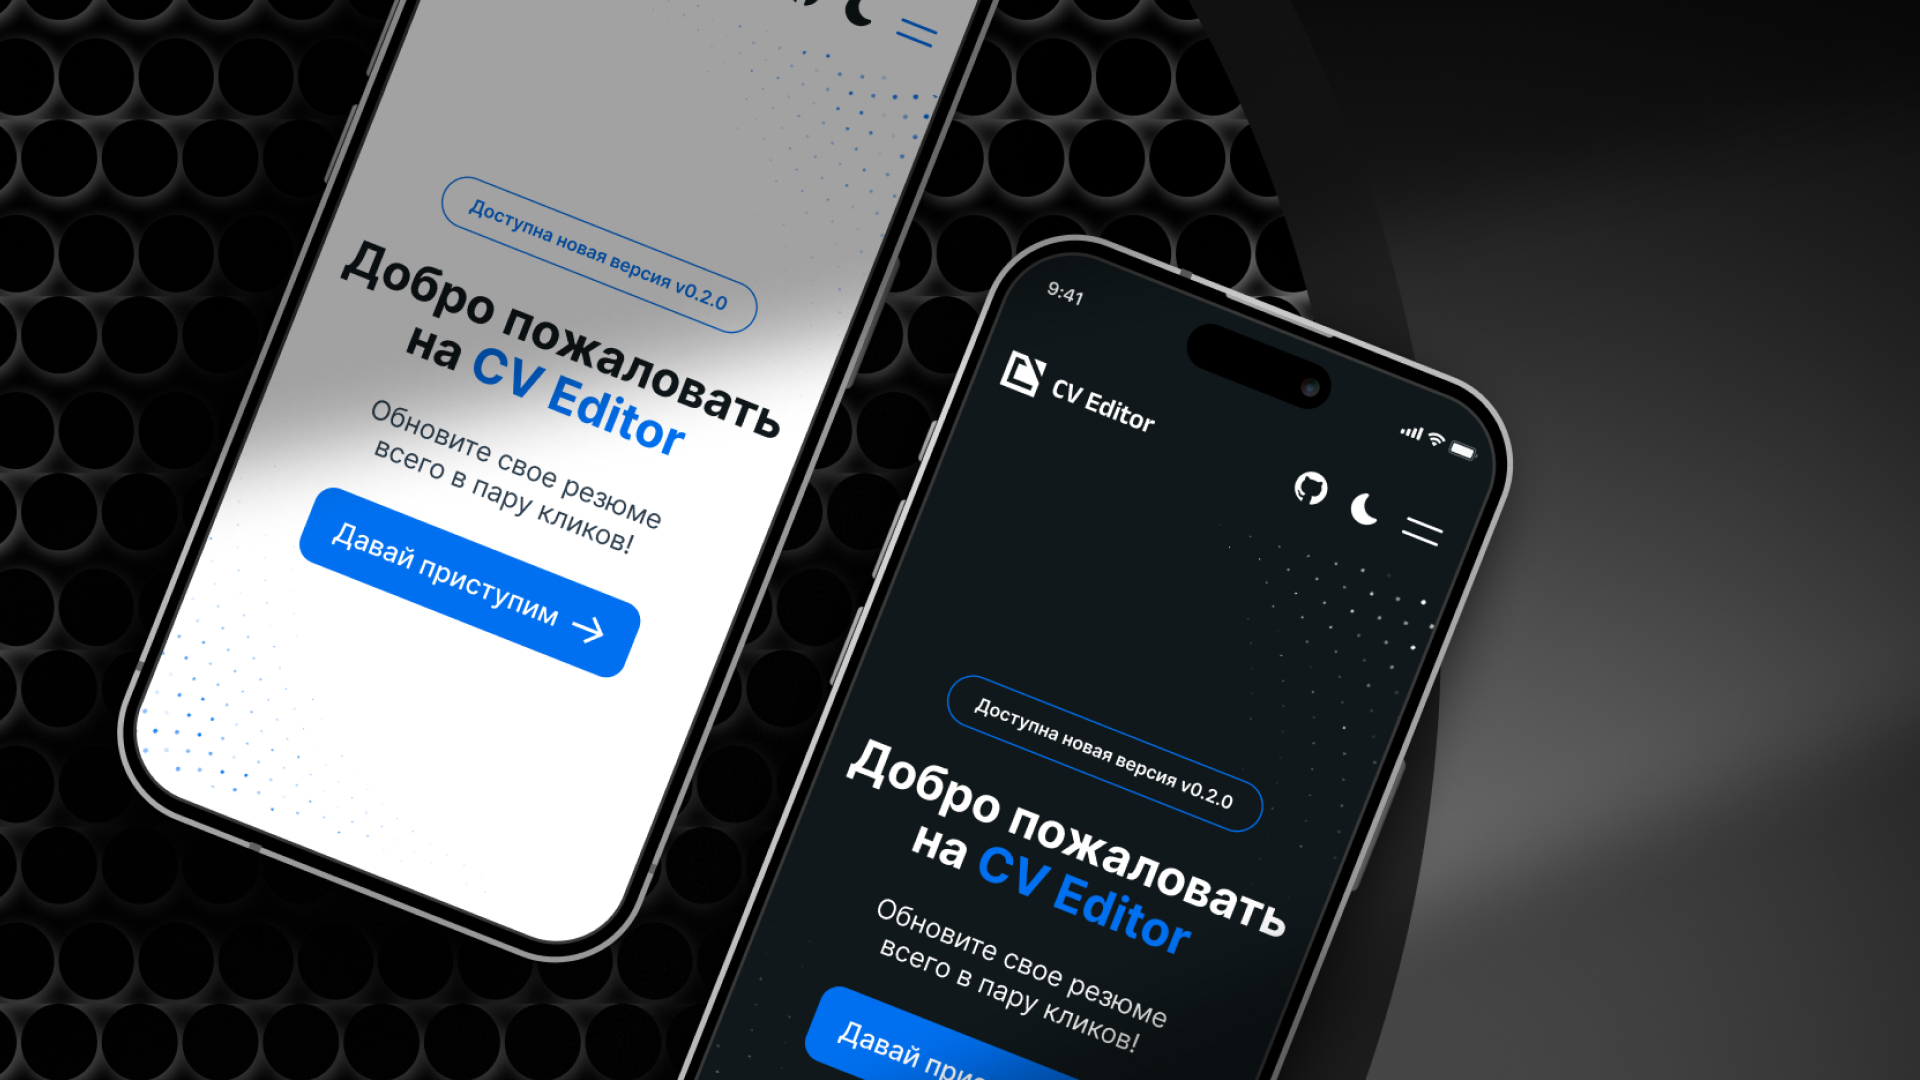 Доступна новая версия v0.2.0
Добро пожаловать
на CV Editor
Обновите свое резюме
всего в пару кликов!
Давай приступим
9:41
CV Editor
Доступна новая версия v0.2.0
Добро пожаловать
на CV Editor
Обновите свое резюме
всего в пару кликов!
Давай